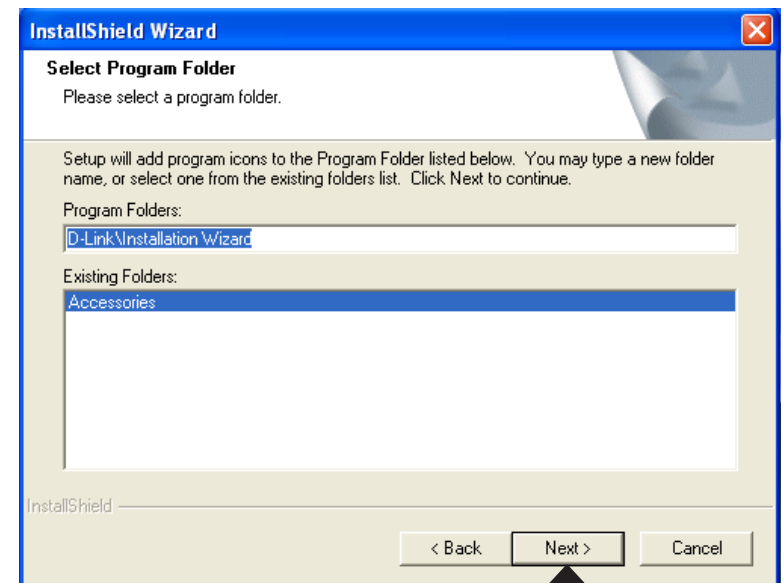 InstallShield Wizard
Select Program Folder
Please select a program folder.
Setup will add program icons to the Program Folder listed below. You may type a new folder
name, or select one from the existing folders list. Click Next to continue.
Program Folders:
D-Link\Installation Wizard
Existing Folders:
Accessories
InstallShield
< Back Next > Cancel